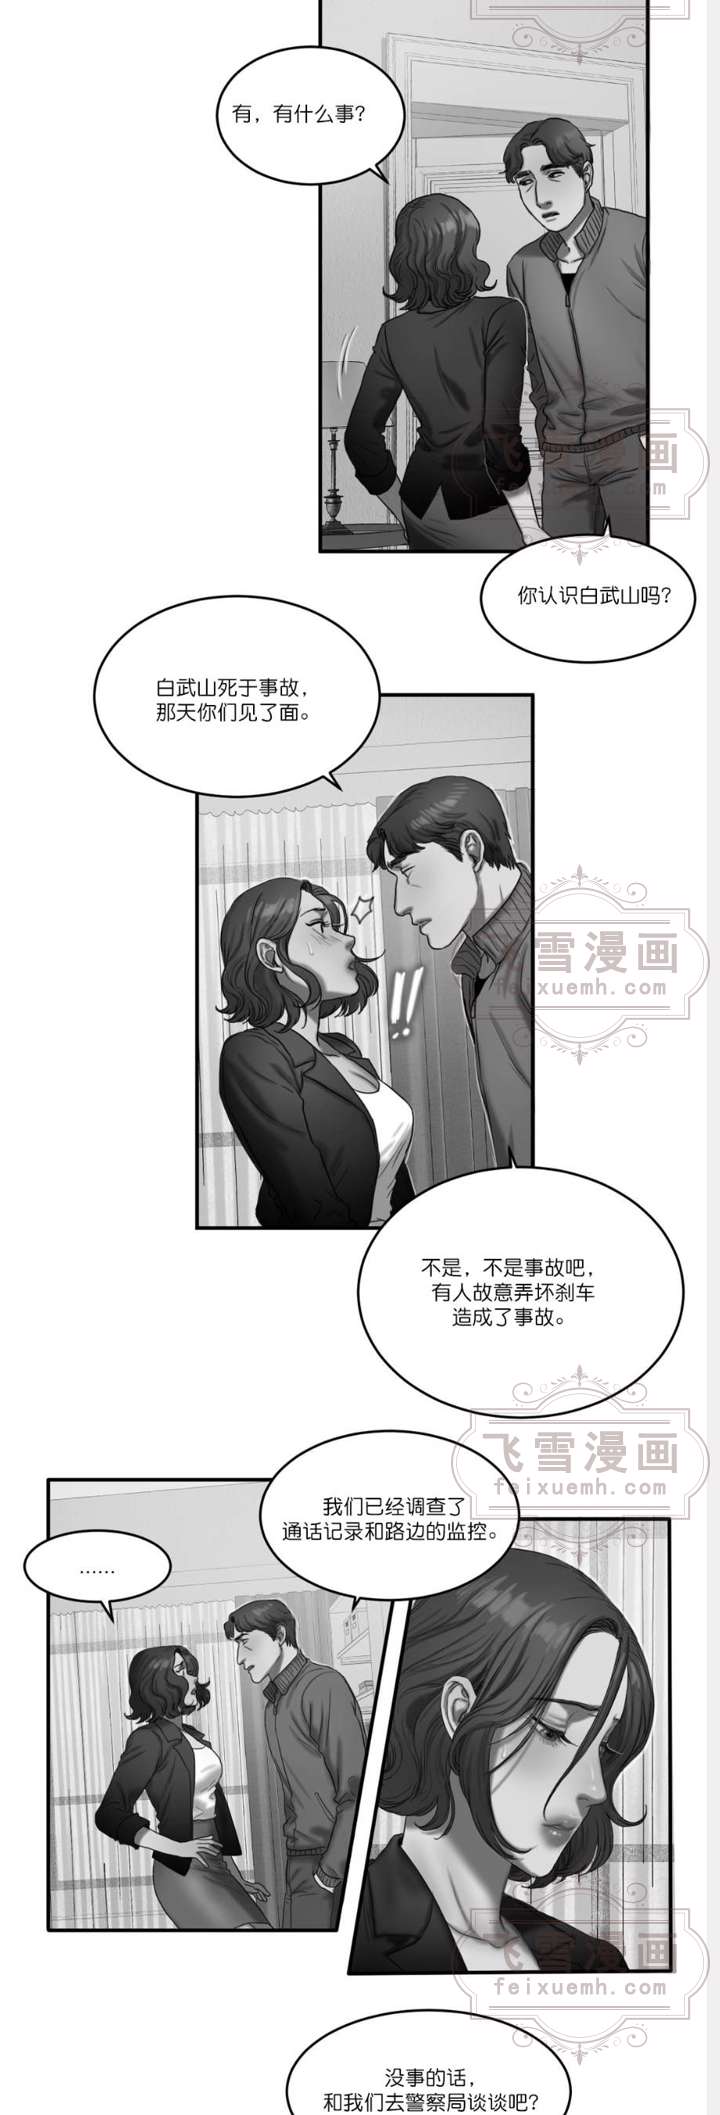 有，有什么事？
飞雪漫画
feixuemh.com
你认识白武山吗？
白武山死于事故，
那天你们见了面。
飞雪漫画
feixuemh.com
不是，不是事故吧，
有人故意弄坏刹车
造成了事故。
飞雪漫画
feixuemh.com
我们已经调查了
通话记录和路边的监控。
……
飞雪漫画
feixuemh.com
没事的话，
和我们去警察局谈谈吧？